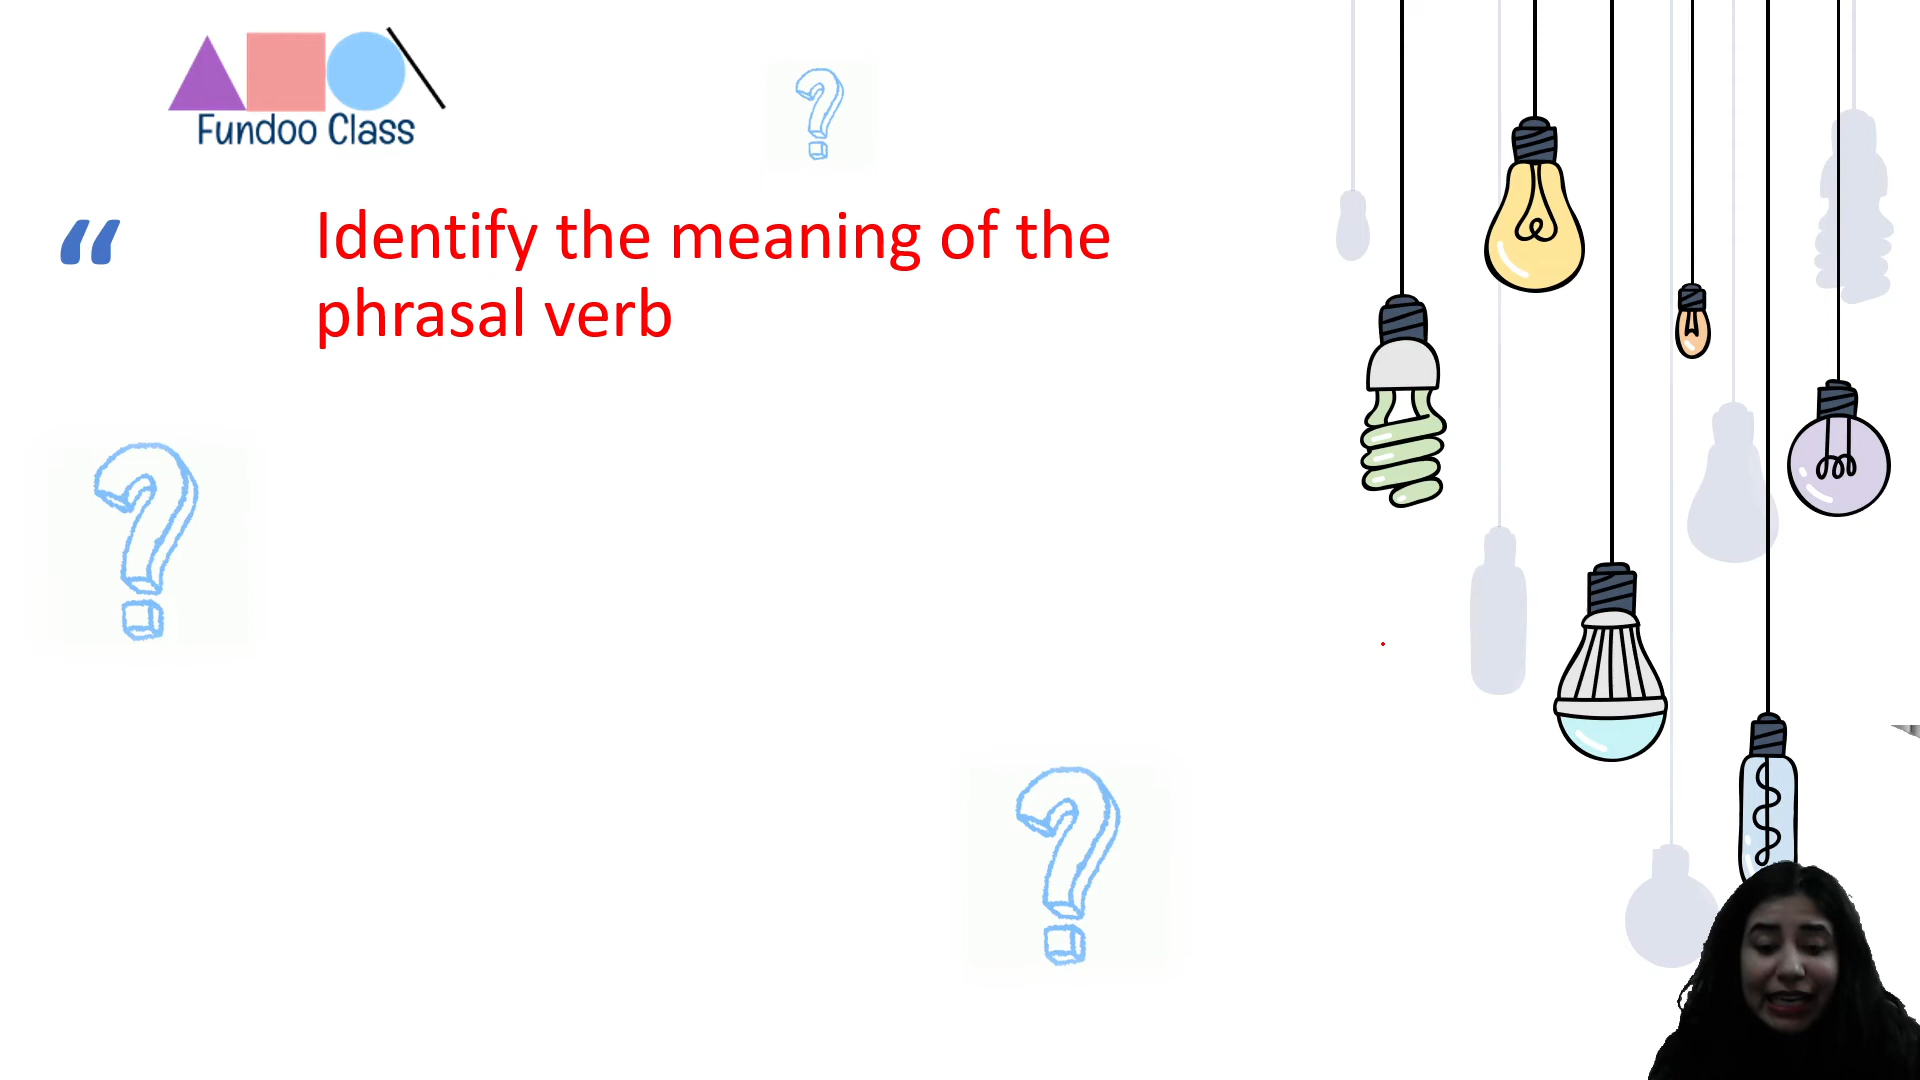 Fundoo Class
“
Identify the meaning of the
phrasal verb
?
?
?